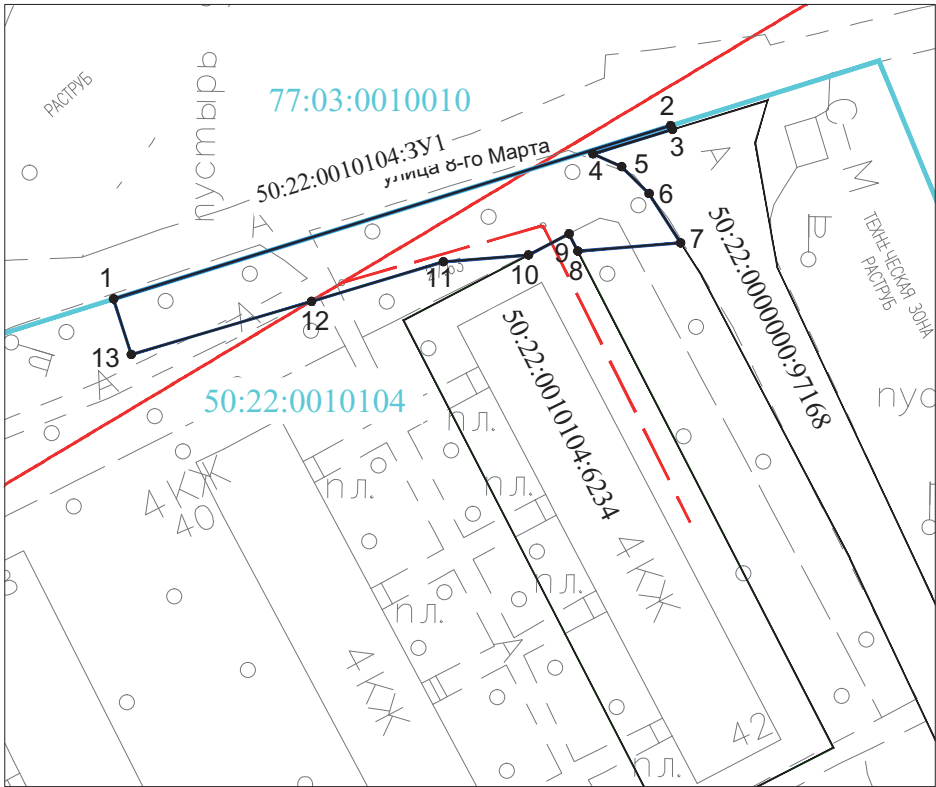 РАСТРУБ
пустырь
77:03:0010010
50:22:0010104:ЗУ1
улица 8-го Марта
2
3
4
5
6
7
8
9
10
11
12
1
13
А
А
А
А
С-М
ТЕХНИЧЕСКАЯ ЗОНА
РАСТРУБ
50:22:0000000:97168
50:22:0010104
50:22:0010104:6234
пл.
пл.
пл.
пл.
пл.
пл.
4КЖ
40
4КЖ
4КЖ
42
А